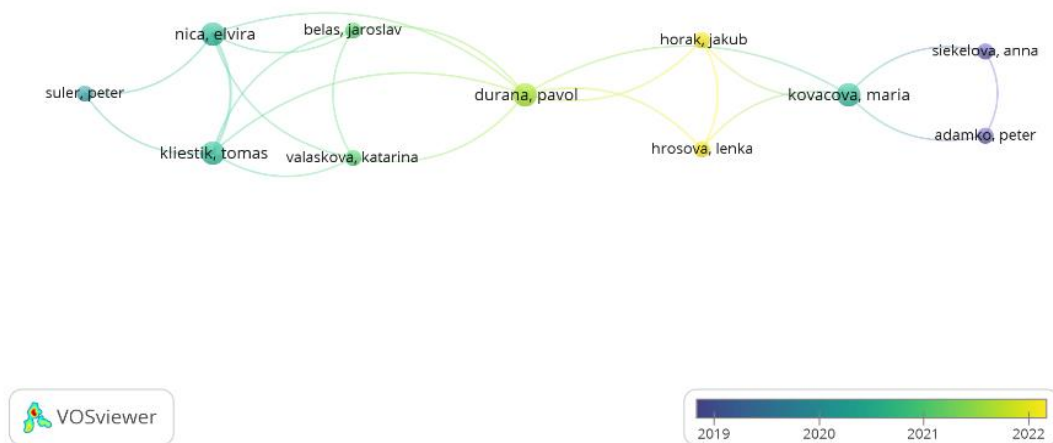 nica, elvira
belas, jaroslav
horak, jakub
siekelova, anna
suler, peter
durana, pavol
kovacova, maria
kliestik, tomas
valaskova, katarina
hrosova, lenka
adamko, peter
VOSviewer
2019 2020 2021 2022